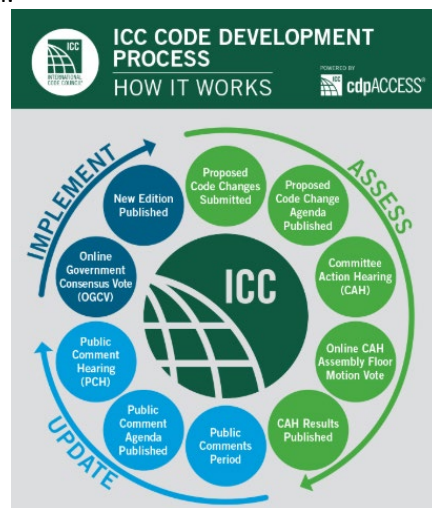 ICC
INTERNATIONAL
CODE COUNCIL®
ICC CODE DEVELOPMENT
PROCESS
HOW IT WORKS
POWERED BY
ICC
cdpACCESS®
ASSESS
Proposed
Code Changes
Submitted
Proposed
Code Change
Agenda
Published
Committee
Action Hearing
(CAH)
Online CAH
Assembly Floor
Motion Vote
CAH Results
Published
UPDATE
Public
Comments
Period
Public
Comment
Agenda
Published
Public
Comment
Hearing
(PCH)
IMPLEMENT
Online
Government
Consensus Vote
(OGCV)
New Edition
Published
ICC